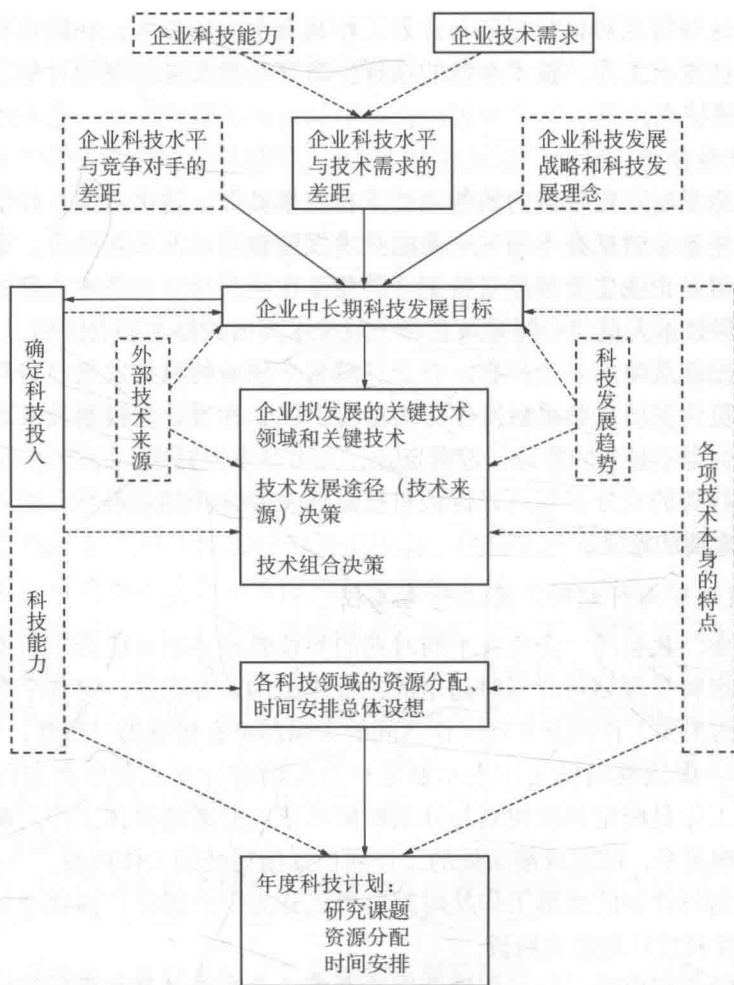 企业科技能力
企业技术需求
企业科技水平
与竞争对手的
差距
企业科技水平
与技术需求的
差距
企业科技发展
战略和科技发
展理念
企业中长期科技发展目标
确定科技投入
外部技术来源
企业拟发展的关键技术
领域和关键技术
技术发展途径（技术来
源）决策
技术组合决策
科技发展趋势
各项技术本身的特点
科技能力
各科技领域的资源分配
时间安排总体设想
年度科技计划：
研究课题
资源分配
时间安排